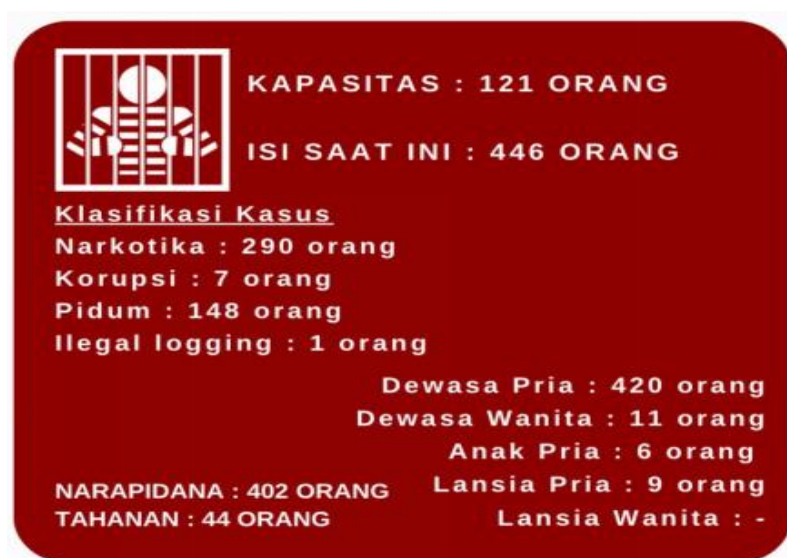 KAPASITAS : 121 ORANG
ISI SAAT INI : 446 ORANG
Klasifikasi Kasus
Narkotika : 290 orang
Korupsi : 7 orang
Pidum : 148 orang
Ilegal logging : 1 orang
Dewasa Pria : 420 orang
Dewasa Wanita : 11 orang
Anak Pria : 6 orang
Lansia Pria : 9 orang
Lansia Wanita : -
NARAPIDANA : 402 ORANG
TAHANAN : 44 ORANG